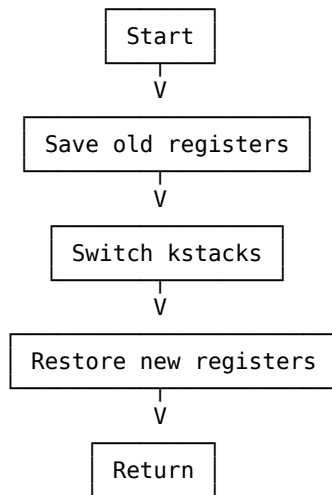 Start
V
Save old registers
V
Switch kstacks
V
Restore new registers
V
Return